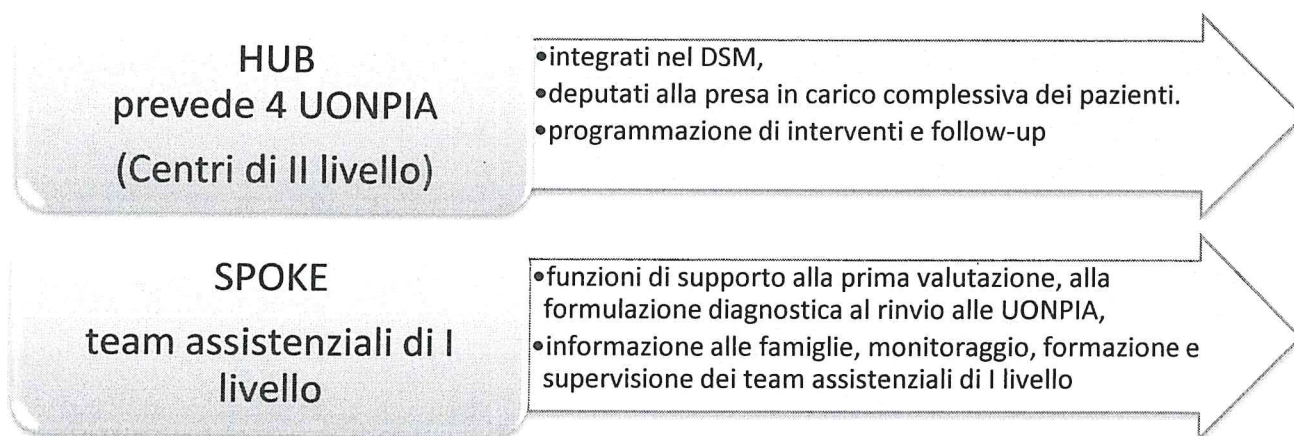 HUB
prevede 4 UONPIA
(Centri di II livello)
•integrati nel DSM,
•deputati alla presa in carico complessiva dei pazienti.
•programmazione di interventi e follow-up
SPOKE
team assistenziali di I
livello
•funzioni di supporto alla prima valutazione, alla
formulazione diagnostica al rinvio alle UONPIA,
•informazione alle famiglie, monitoraggio, formazione e
supervisione dei team assistenziali di I livello